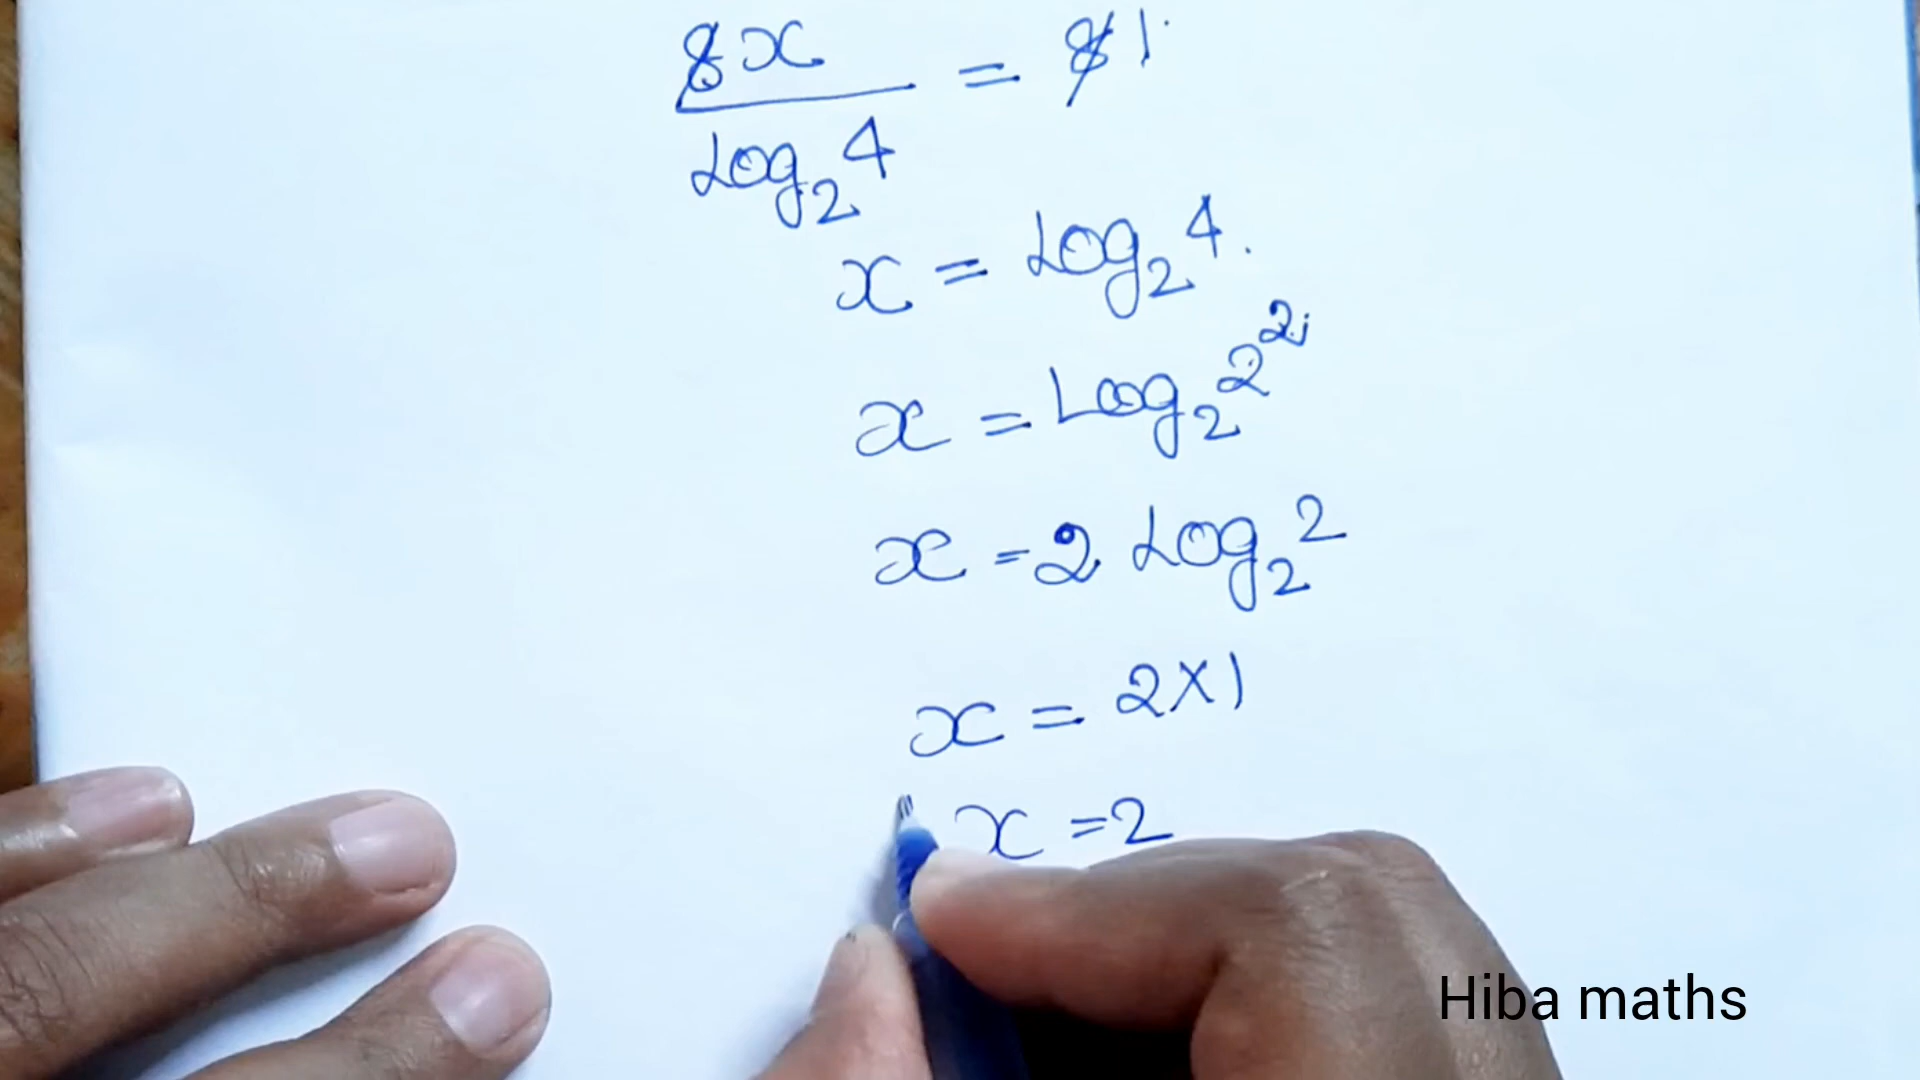 8x / Log₂4 = 8 1
x = Log₂4.
x = Log₂2²
x = 2 Log₂2
x = 2×1
x = 2
Hiba maths